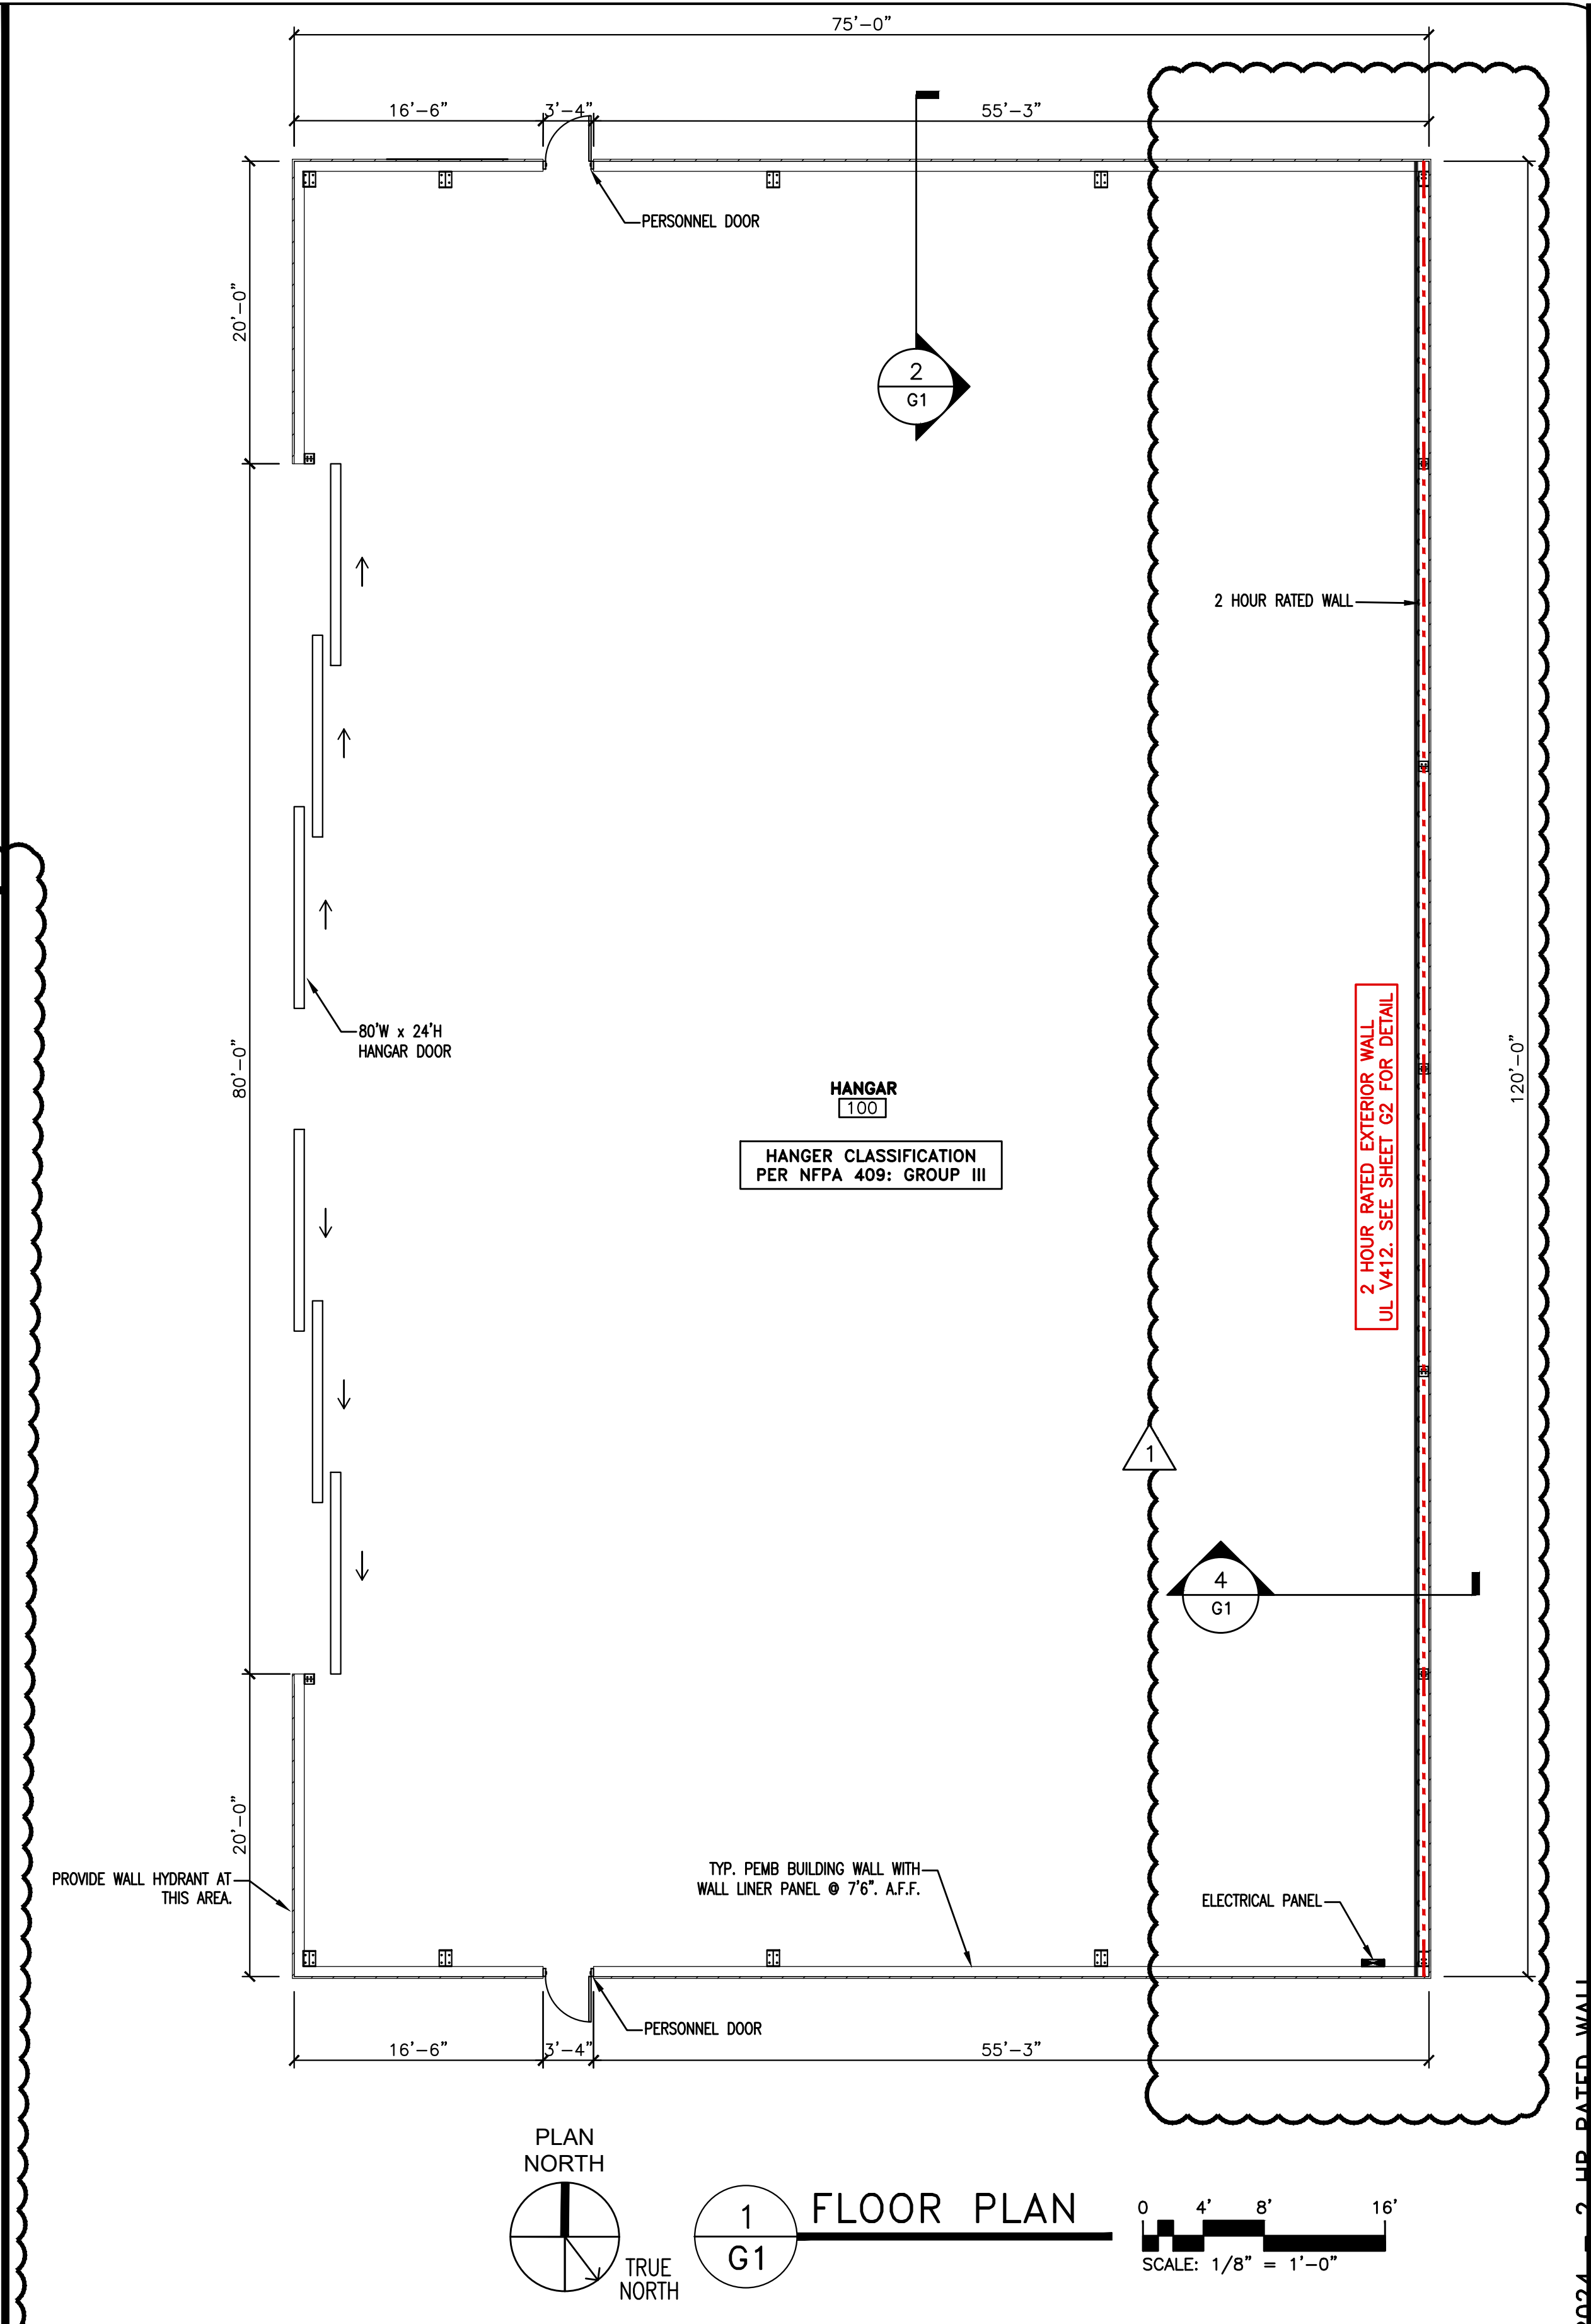 75'-0"
16'-6"
3'-4"
55'-3"
PERSONNEL DOOR
20'-0"
2
G1
2 HOUR RATED WALL
80'W x 24'H
HANGAR DOOR
80'-0"
HANGAR
100
HANGER CLASSIFICATION
PER NFPA 409: GROUP III
2 HOUR RATED EXTERIOR WALL
UL V412. SEE SHEET G2 FOR DETAIL
120'-0"
1
4
G1
20'-0"
PROVIDE WALL HYDRANT AT
THIS AREA.
TYP. PEMB BUILDING WALL WITH
WALL LINER PANEL @ 7'6". A.F.F.
ELECTRICAL PANEL
PERSONNEL DOOR
16'-6"
3'-4"
55'-3"
PLAN
NORTH
TRUE
NORTH
1
G1
FLOOR PLAN
0 4' 8' 16'
SCALE: 1/8" = 1'-0"
2024 - 2 HR RATED WALL